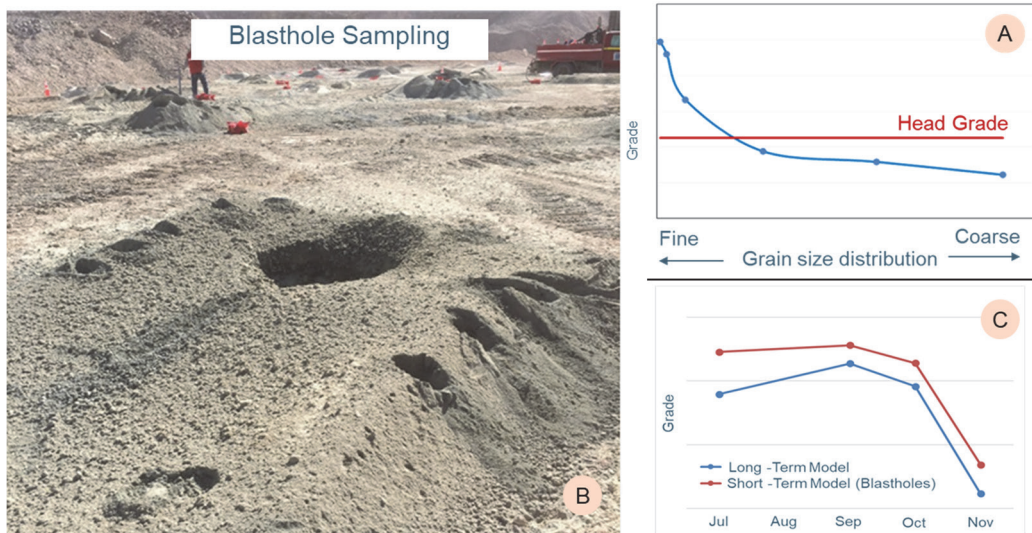 Blasthole Sampling
B
A
Head Grade
Grade
Fine
Coarse
Grain size distribution
C
Grade
Long -Term Model
Short -Term Model (Blastholes)
Jul Aug Sep Oct Nov